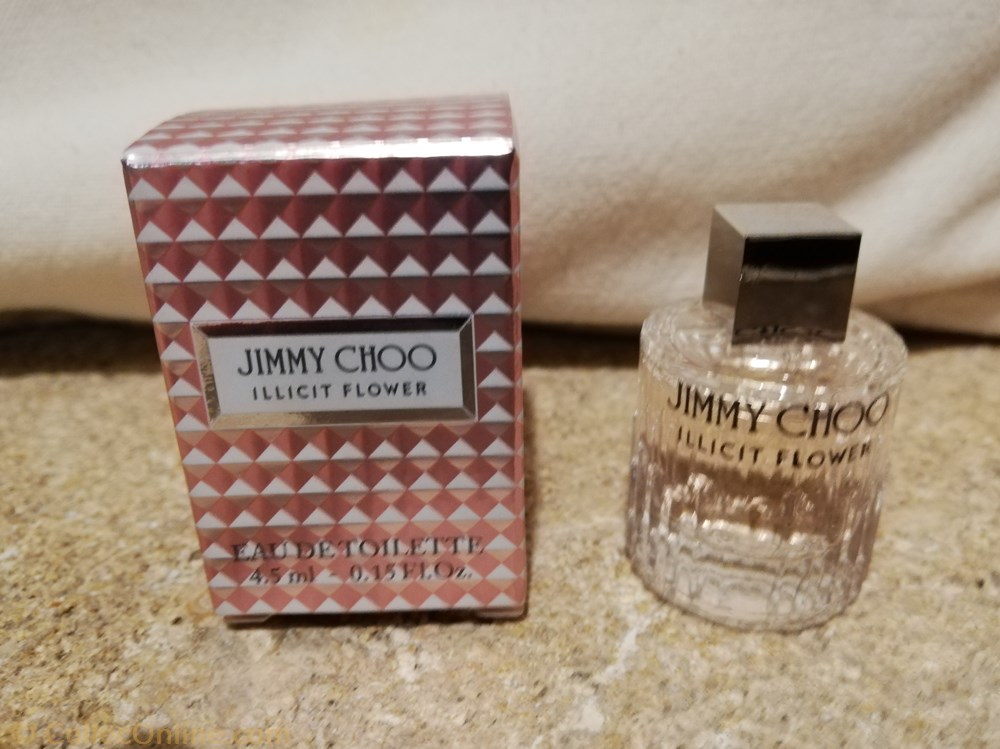 JIMMY CHOO
ILLICIT FLOWER
EAU DE TOILETTE
4.5 ml - 0.15 Fl.Oz.
JIMMY CHOO
ILLICIT FLOWER